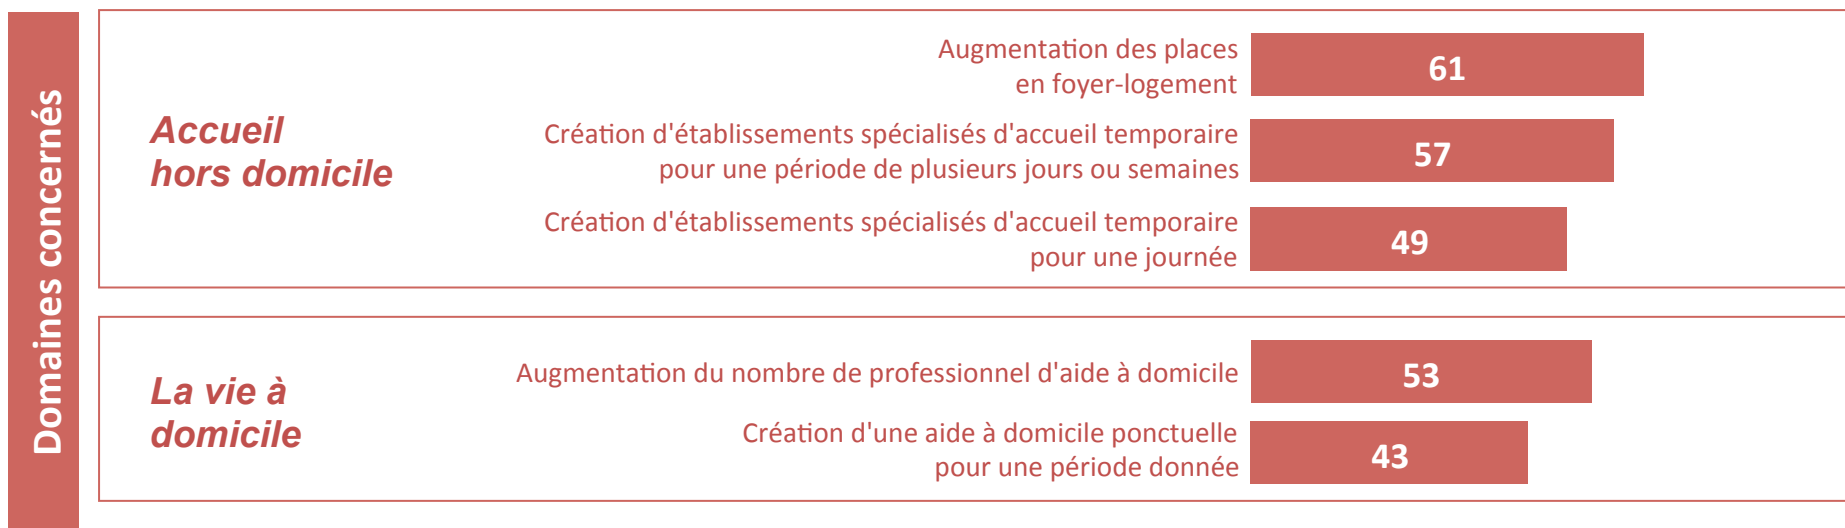 Domaines concernés
Accueil
hors domicile
Augmentation des places
en foyer-logement
61
Création d'établissements spécialisés d'accueil temporaire
pour une période de plusieurs jours ou semaines
57
Création d'établissements spécialisés d'accueil temporaire
pour une journée
49
La vie à
domicile
Augmentation du nombre de professionnel d'aide à domicile
53
Création d'une aide à domicile ponctuelle
pour une période donnée
43